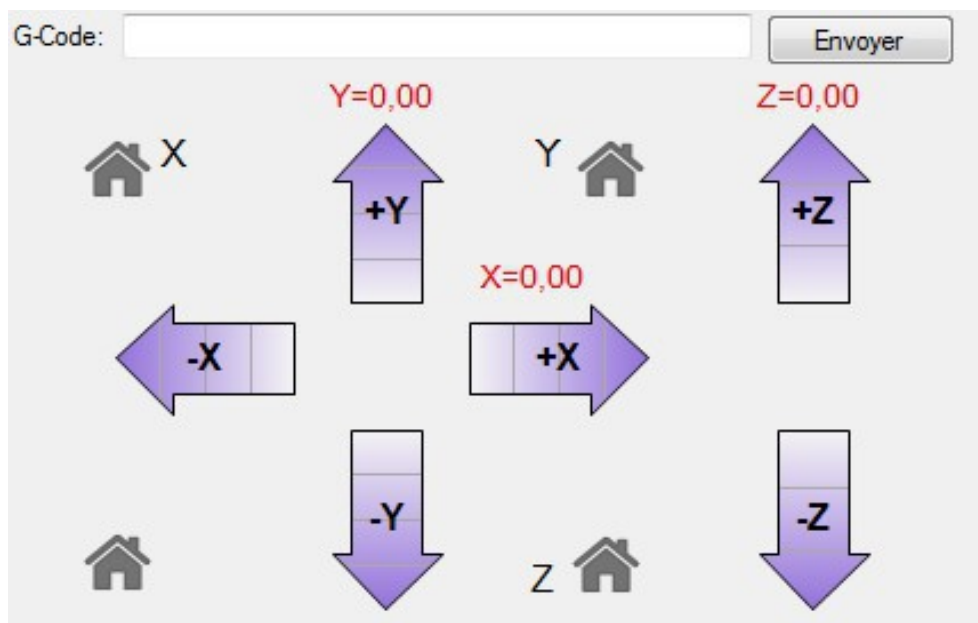 G-Code:
Envoyer
Y=0,00
Z=0,00
X
Y
+Y
+Z
X=0,00
-X
+X
-Y
-Z
Z